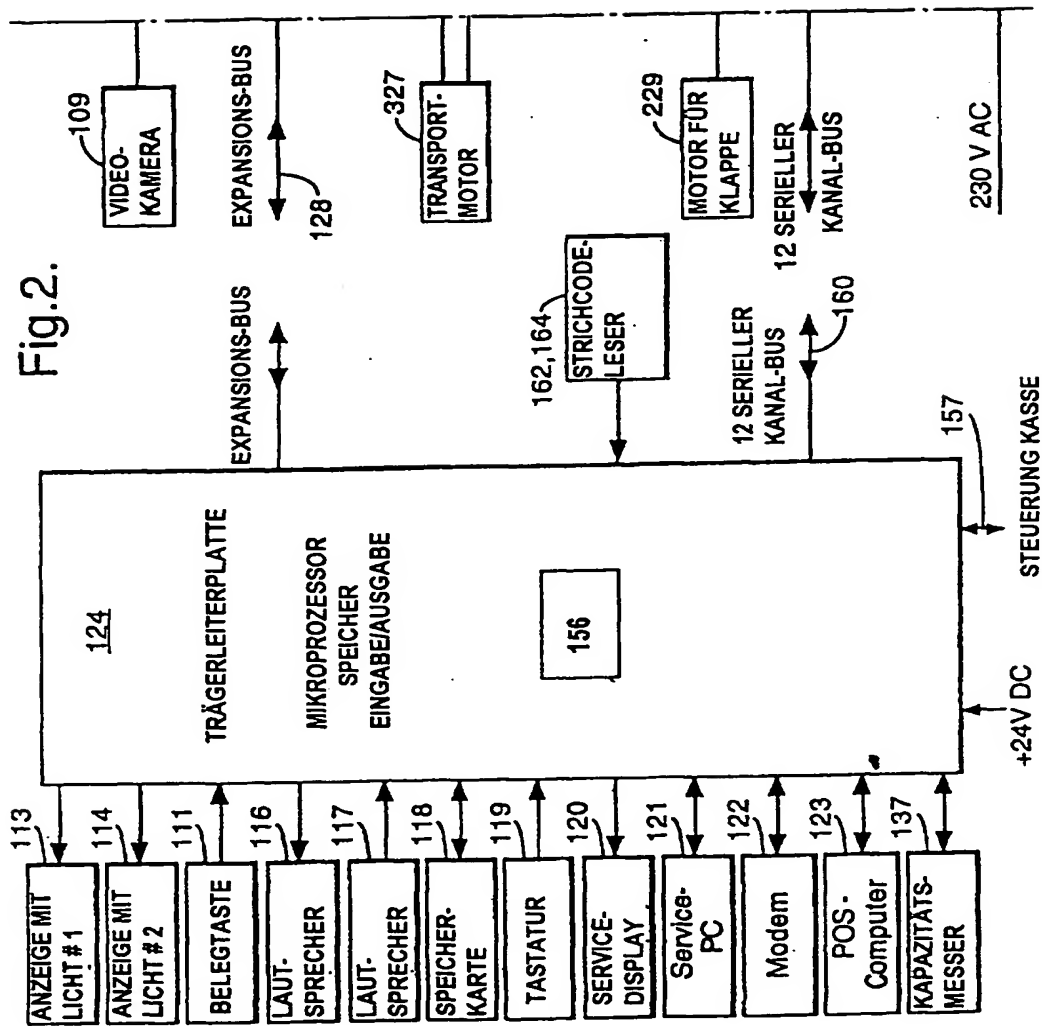 Fig.2.
ANZEIGE MIT
LICHT # 1
113
ANZEIGE MIT
LICHT # 2
114
BELEGTASTE
111
LAUT-
SPRECHER
116
LAUT-
SPRECHER
117
SPEICHER-
KARTE
118
TASTATUR
119
SERVICE-
DISPLAY
120
Service-
PC
121
Modem
122
POS-
Computer
123
KAPAZITÄTS-
MESSER
137
124
TRÄGERLEITERPLATTE
MIKROPROZESSOR
SPEICHER
EINGABE/AUSGABE
156
+24V DC
STEUERUNG KASSE
157
EXPANSIONS-BUS
162,164
STRICHCODE-
LESER
12 SERIELLER
KANAL-BUS
160
VIDEO-
KAMERA
109
EXPANSIONS-BUS
128
TRANSPORT-
MOTOR
327
MOTOR FÜR
KLAPPE
229
12 SERIELLER
KANAL-BUS
230 V AC